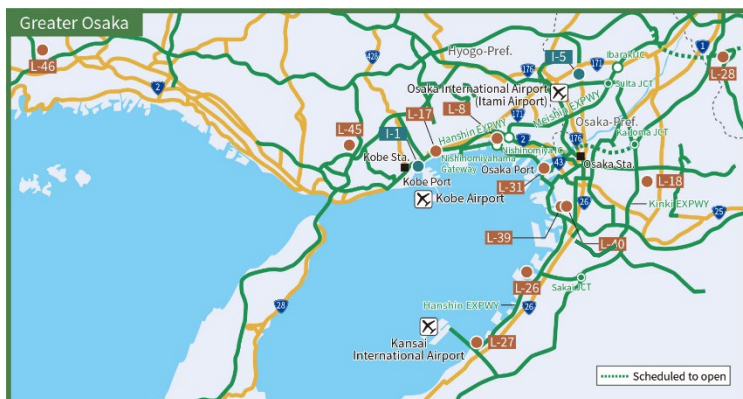 Greater Osaka
L-46
2
426
Hyogo-Pref.
176
I-5
171
Ibaraki IC
1
L-28
Osaka International Airport
(Itami Airport)
Suita JCT
L-17
L-8
171
Hanshin EXPWY
Meishin EXPWY
Osaka-Pref.
L-45
I-1
2
176
Kadoma JCT
Kobe Sta.
Nishinomiya IC
Nishinomiyahama
Gateway
43
Osaka Sta.
Kobe Port
Osaka Port
L-31
L-18
Kobe Airport
26
Kinki EXPWY
25
L-39
L-40
L-26
Sakai JCT
28
Hanshin EXPWY
26
Kansai
International Airport
L-27
Scheduled to open